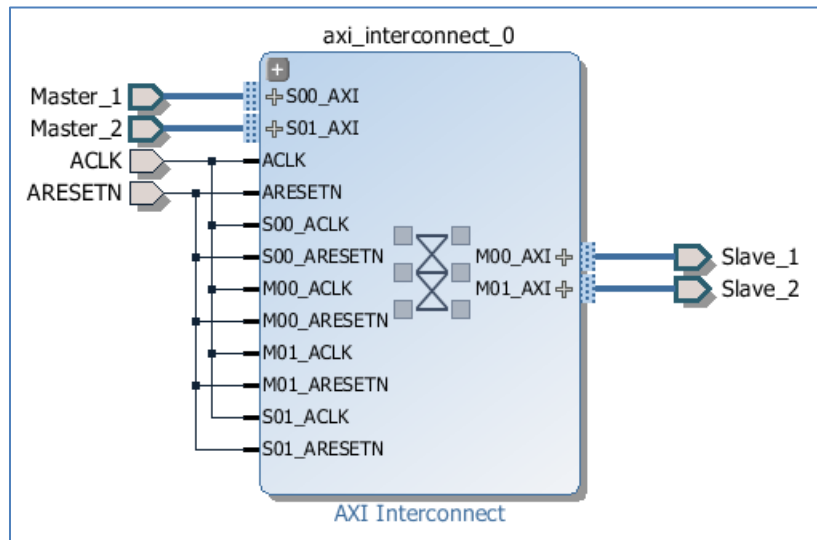 axi_interconnect_0
Master_1
S00_AXI
Master_2
S01_AXI
ACLK
ACLK
ARESETN
ARESETN
S00_ACLK
S00_ARESETN
M00_AXI
Slave_1
M00_ACLK
M01_AXI
Slave_2
M00_ARESETN
M01_ACLK
M01_ARESETN
S01_ACLK
S01_ARESETN
AXI Interconnect